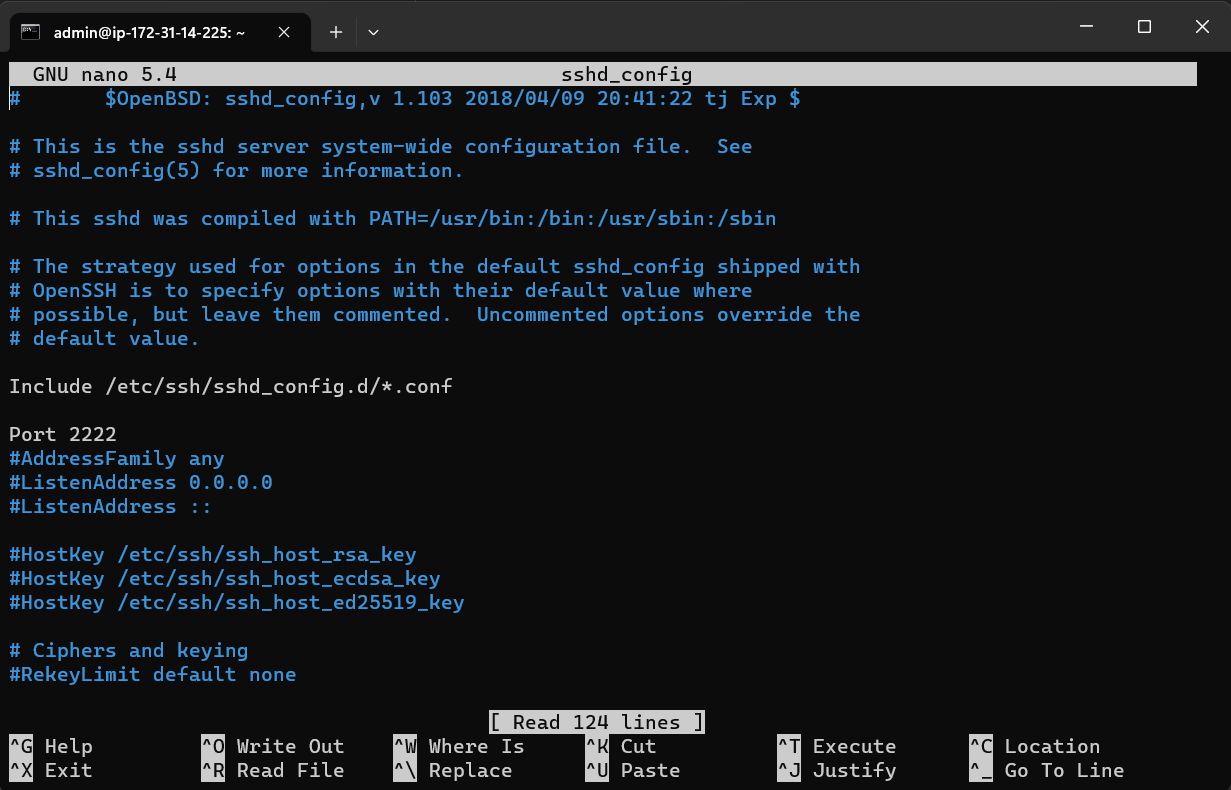 admin@ip-172-31-14-225: ~
GNU nano 5.4 sshd_config
# $OpenBSD: sshd_config,v 1.103 2018/04/09 20:41:22 tj Exp $
# This is the sshd server system-wide configuration file.  See
# sshd_config(5) for more information.
# This sshd was compiled with PATH=/usr/bin:/bin:/usr/sbin:/sbin
# The strategy used for options in the default sshd_config shipped with
# OpenSSH is to specify options with their default value where
# possible, but leave them commented.  Uncommented options override the
# default value.
Include /etc/ssh/sshd_config.d/*.conf
Port 2222
#AddressFamily any
#ListenAddress 0.0.0.0
#ListenAddress ::
#HostKey /etc/ssh/ssh_host_rsa_key
#HostKey /etc/ssh/ssh_host_ecdsa_key
#HostKey /etc/ssh/ssh_host_ed25519_key
# Ciphers and keying
#RekeyLimit default none
[ Read 124 lines ]
^G Help ^O Write Out ^W Where Is ^K Cut ^T Execute ^C Location
^X Exit ^R Read File ^\ Replace ^U Paste ^J Justify ^_ Go To Line